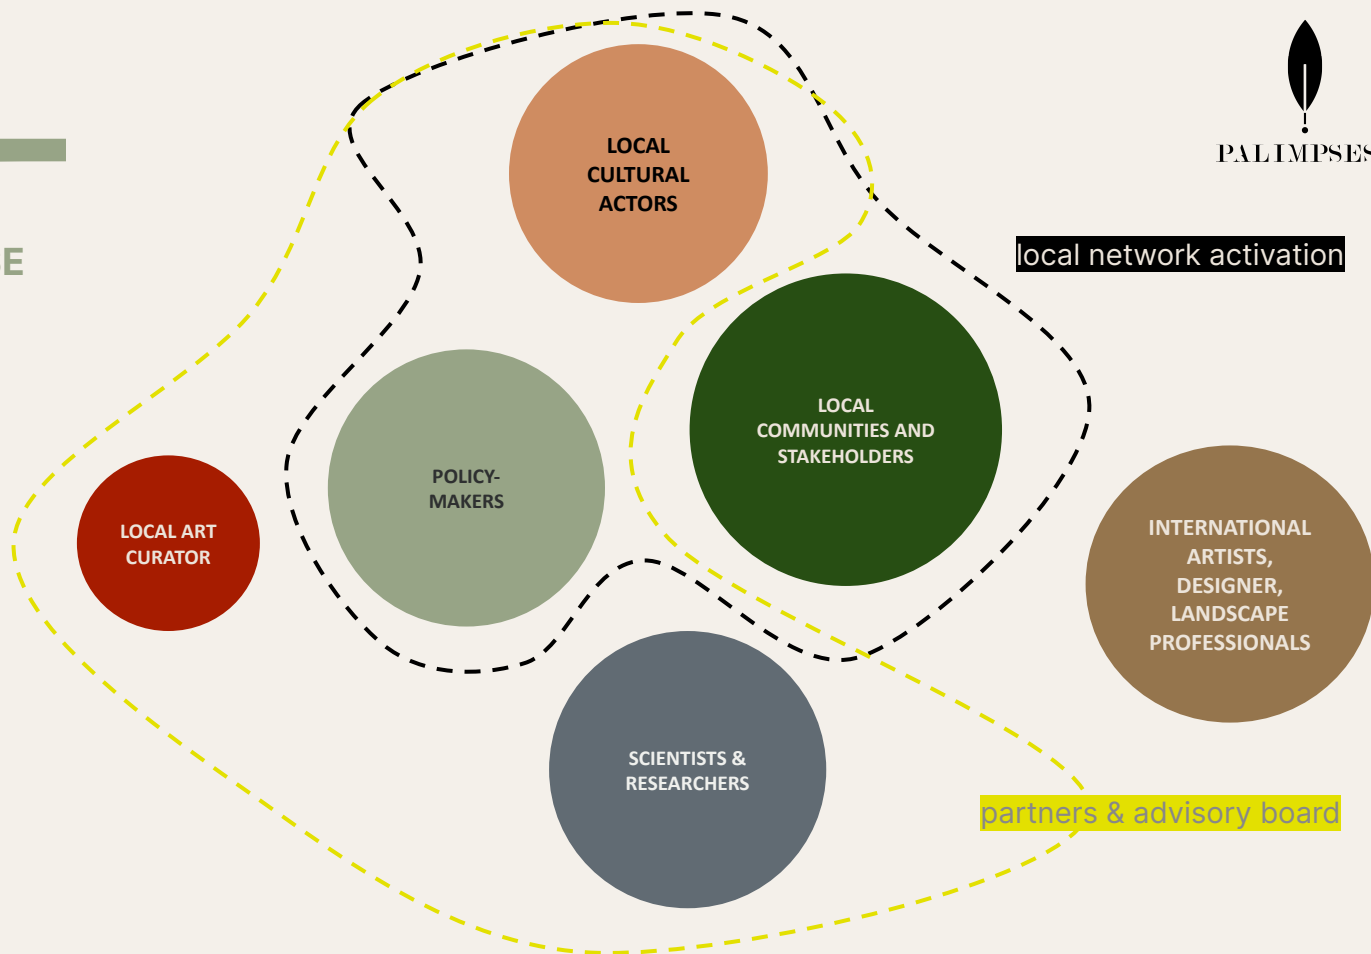 LOCAL
CULTURAL
ACTORS
PALIMPSES
E
local network activation
LOCAL
COMMUNITIES AND
STAKEHOLDERS
POLICY-
MAKERS
LOCAL ART
CURATOR
INTERNATIONAL
ARTISTS,
DESIGNER,
LANDSCAPE
PROFESSIONALS
SCIENTISTS &
RESEARCHERS
partners & advisory board